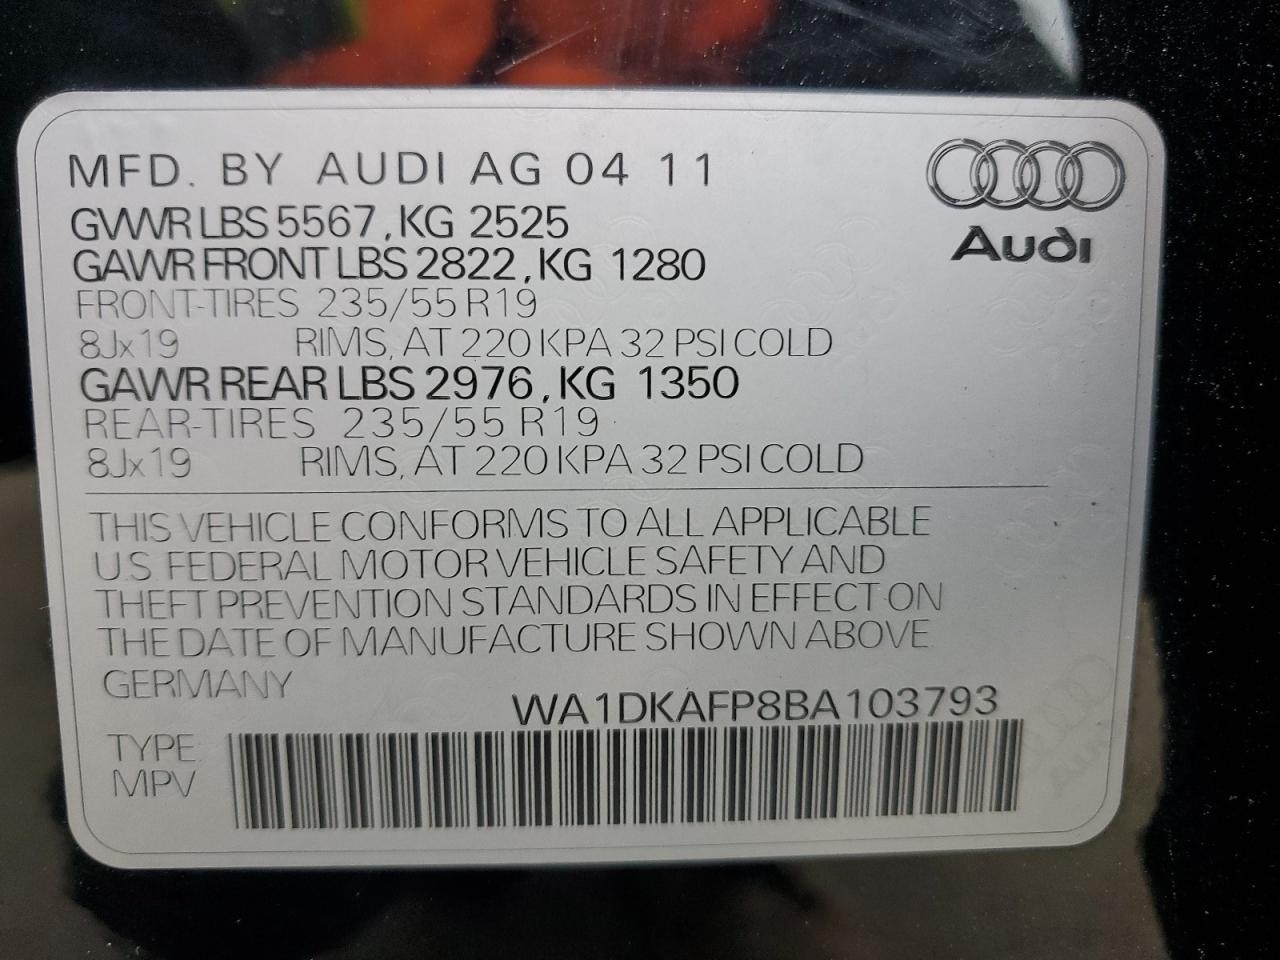 MFD. BY AUDI AG 04 11
Audi
GVWR LBS 5567, KG 2525
GAWR FRONT LBS 2822, KG 1280
FRONT-TIRES 235/55 R19
8Jx19 RIMS, AT 220 KPA 32 PSI COLD
GAWR REAR LBS 2976, KG 1350
REAR-TIRES 235/55 R19
8Jx19 RIMS, AT 220 KPA 32 PSI COLD
THIS VEHICLE CONFORMS TO ALL APPLICABLE
U.S. FEDERAL MOTOR VEHICLE SAFETY AND
THEFT PREVENTION STANDARDS IN EFFECT ON
THE DATE OF MANUFACTURE SHOWN ABOVE
GERMANY
WA1DKAFP8BA103793
TYPE
MPV